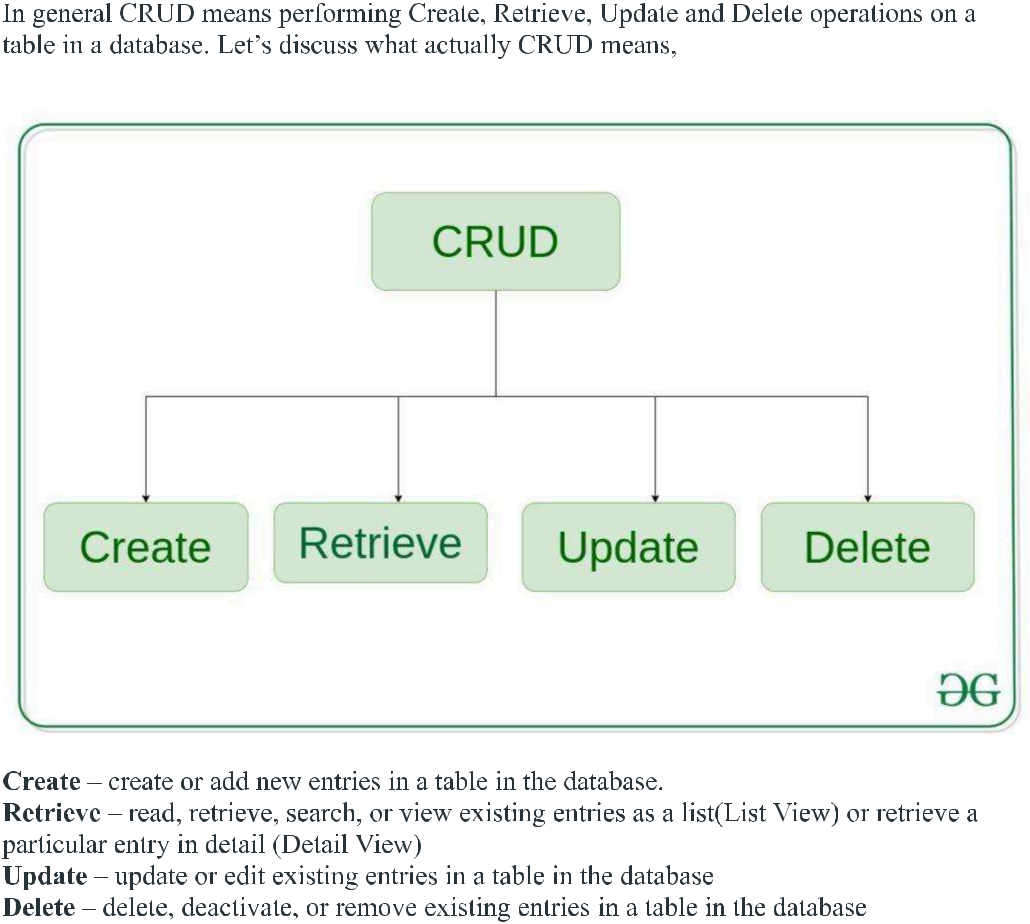 In general CRUD means performing Create, Retrieve, Update and Delete operations on a
table in a database. Let’s discuss what actually CRUD means,
CRUD
Create
Retrieve
Update
Delete
Create – create or add new entries in a table in the database.
Retrieve – read, retrieve, search, or view existing entries as a list(List View) or retrieve a
particular entry in detail (Detail View)
Update – update or edit existing entries in a table in the database
Delete – delete, deactivate, or remove existing entries in a table in the database